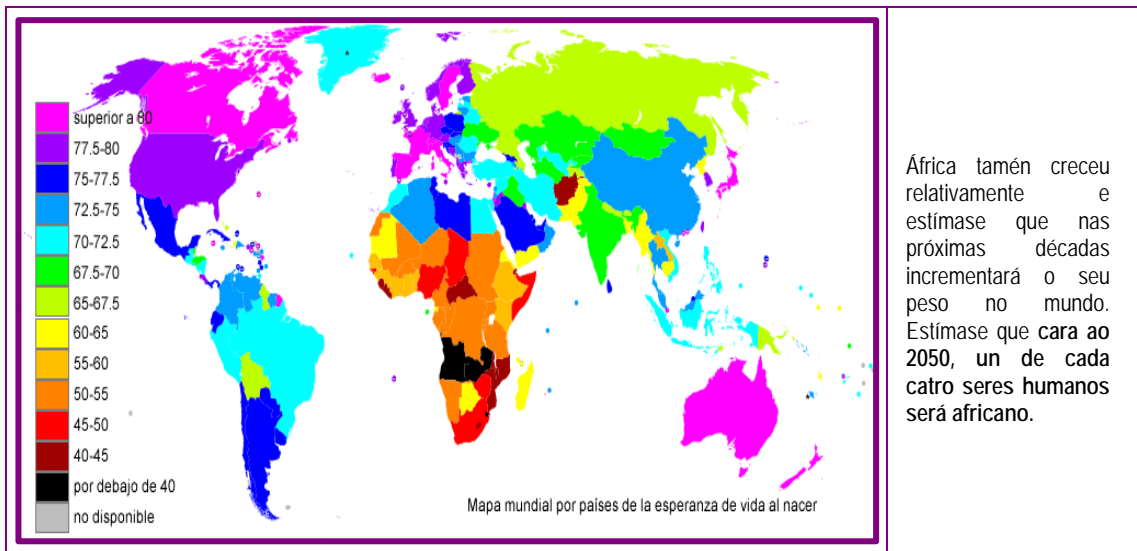 superior a 80
77.5-80
75-77.5
72.5-75
70-72.5
67.5-70
65-67.5
60-65
55-60
50-55
45-50
40-45
por debajo de 40
no disponible
Mapa mundial por países de la esperanza de vida al nacer
África tamén creceu
relativamente e
estímase que nas
próximas décadas
incrementará o seu
peso no mundo.
Estímase que cara ao
2050, un de cada
catro seres humanos
será africano.